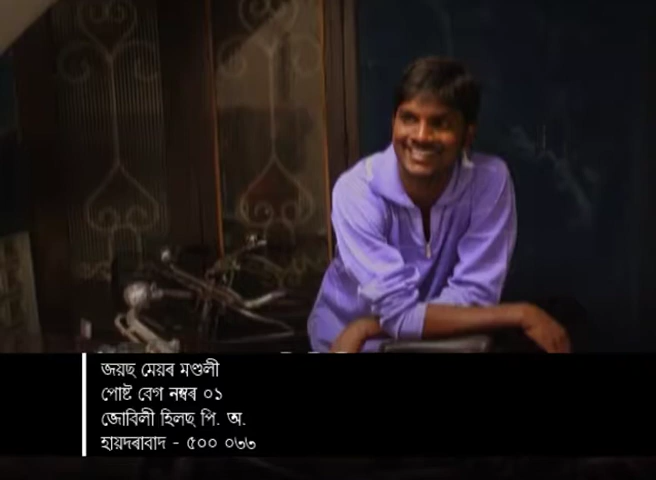 জয়ছ মেয়ৰ মণ্ডলী
পোষ্ট বেগ নম্বৰ ০১
জোবিলী হিলছ পি. অ.
হায়দৰাবাদ - ৫০০ ০৩৩